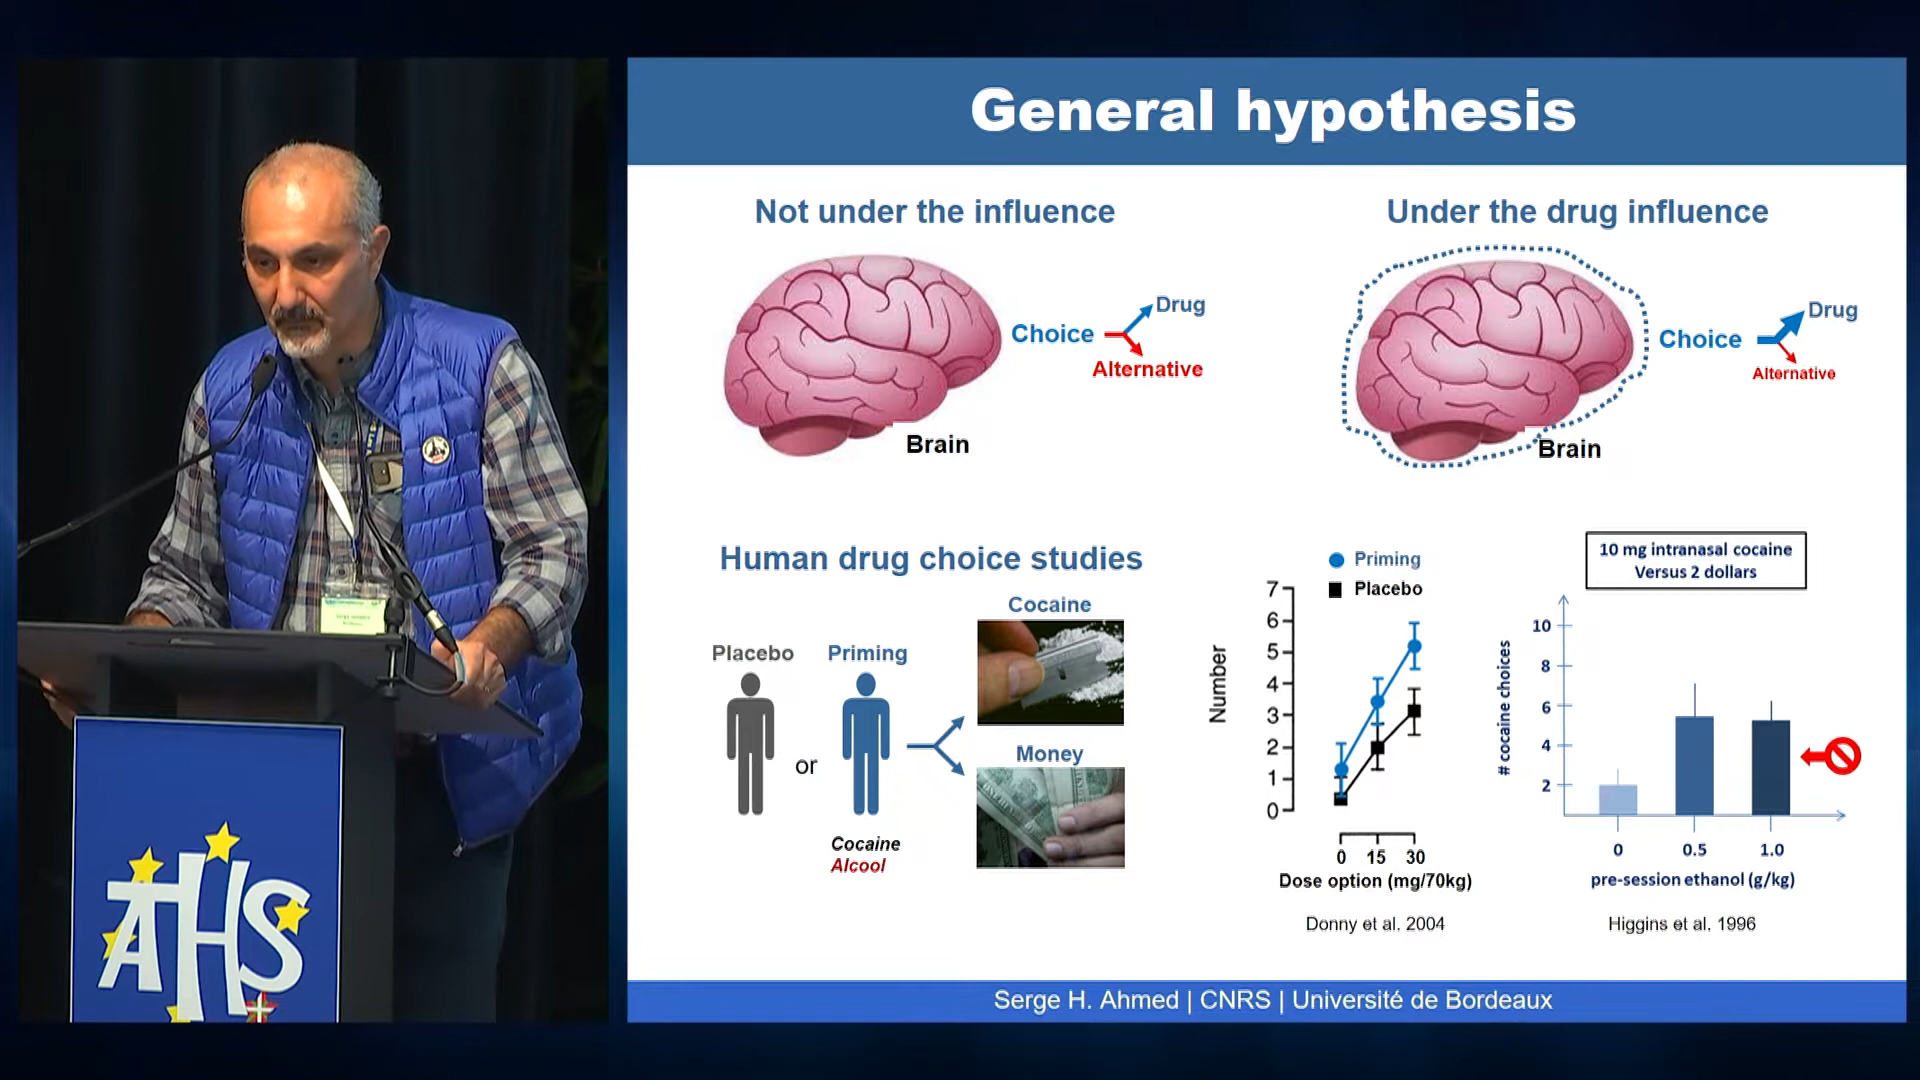 General hypothesis
Not under the influence
Under the drug influence
Choice
Drug
Alternative
Brain
Choice
Drug
Alternative
Brain
Human drug choice studies
Placebo
or
Priming
Cocaine
Alcool
Cocaine
Money
Priming
Placebo
Number
7
6
5
4
3
2
1
0
0 15 30
Dose option (mg/70kg)
Donny et al. 2004
10 mg intranasal cocaine
Versus 2 dollars
# cocaine choices
10
8
6
4
2
0 0.5 1.0
pre-session ethanol (g/kg)
Higgins et al. 1996
Serge H. Ahmed | CNRS | Université de Bordeaux
AHS